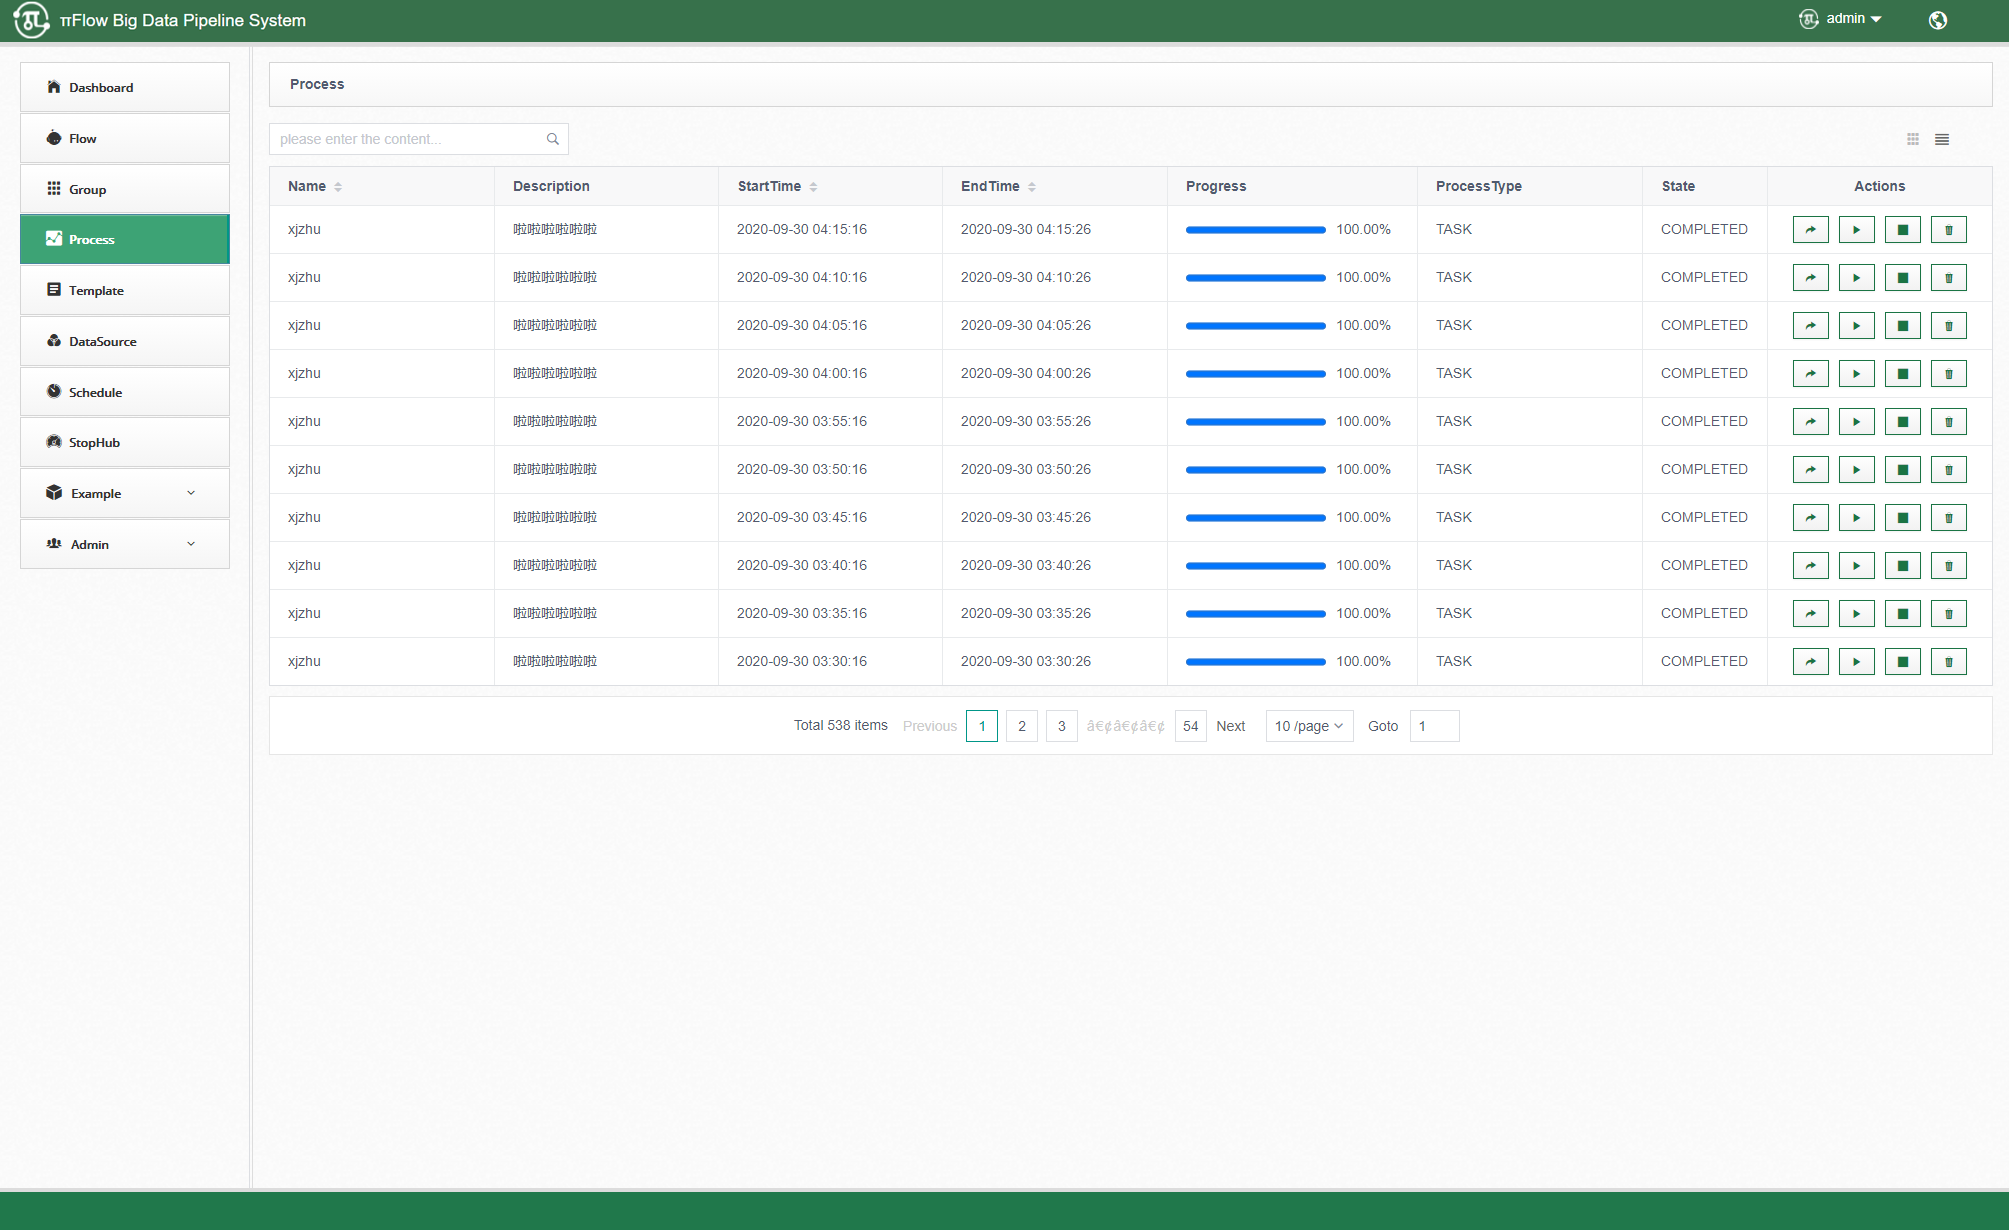 πFlow Big Data Pipeline System
admin
Dashboard
Flow
Group
Process
Template
DataSource
Schedule
StopHub
Example
Admin
Process
please enter the content...
Name Description StartTime EndTime Progress ProcessType State Actions
xjzhu 啦啦啦啦啦啦 2020-09-30 04:15:16 2020-09-30 04:15:26 100.00% TASK COMPLETED
xjzhu 啦啦啦啦啦啦 2020-09-30 04:10:16 2020-09-30 04:10:26 100.00% TASK COMPLETED
xjzhu 啦啦啦啦啦啦 2020-09-30 04:05:16 2020-09-30 04:05:26 100.00% TASK COMPLETED
xjzhu 啦啦啦啦啦啦 2020-09-30 04:00:16 2020-09-30 04:00:26 100.00% TASK COMPLETED
xjzhu 啦啦啦啦啦啦 2020-09-30 03:55:16 2020-09-30 03:55:26 100.00% TASK COMPLETED
xjzhu 啦啦啦啦啦啦 2020-09-30 03:50:16 2020-09-30 03:50:26 100.00% TASK COMPLETED
xjzhu 啦啦啦啦啦啦 2020-09-30 03:45:16 2020-09-30 03:45:26 100.00% TASK COMPLETED
xjzhu 啦啦啦啦啦啦 2020-09-30 03:40:16 2020-09-30 03:40:26 100.00% TASK COMPLETED
xjzhu 啦啦啦啦啦啦 2020-09-30 03:35:16 2020-09-30 03:35:26 100.00% TASK COMPLETED
xjzhu 啦啦啦啦啦啦 2020-09-30 03:30:16 2020-09-30 03:30:26 100.00% TASK COMPLETED
Total 538 items Previous 1 2 3 â€¢â€¢â€¢ 54 Next 10 /page Goto 1